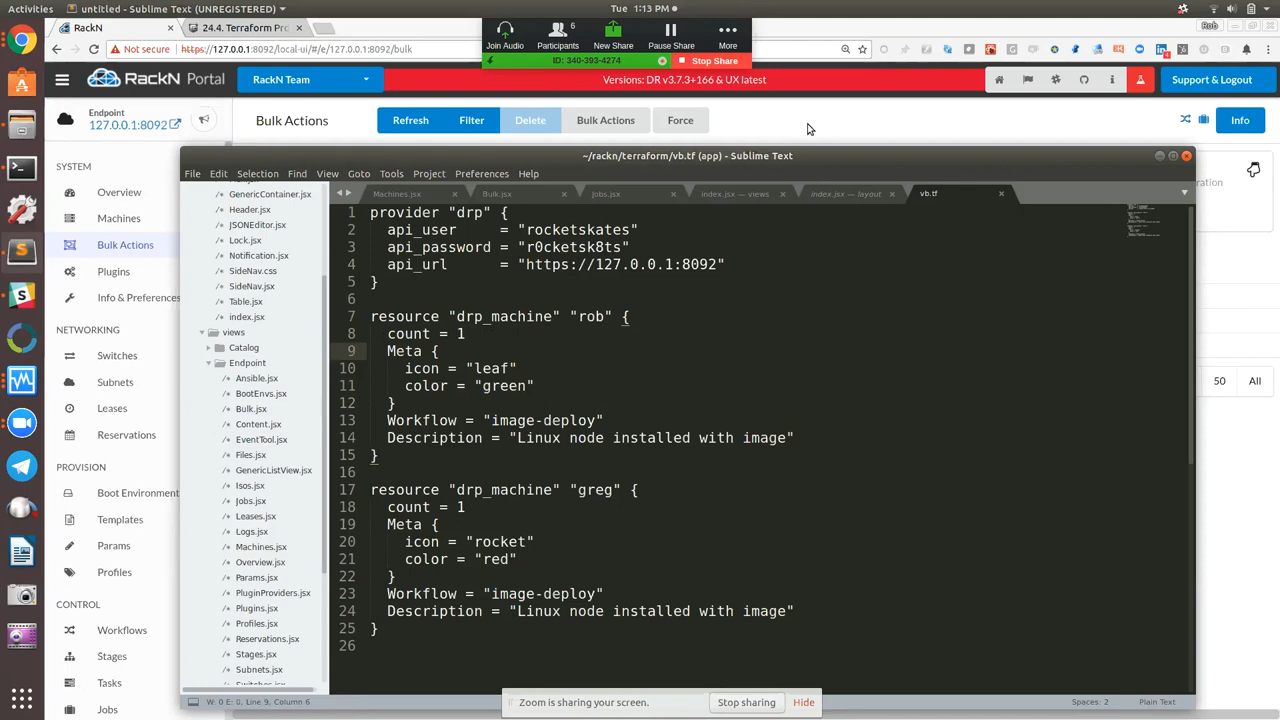 Activities
untitled - Sublime Text (UNREGISTERED)
Tue 1:13 PM
RackN
24.4. Terraform Pro
Rob
Not secure
https://127.0.0.1:8092/local-ui/#/e/127.0.0.1:8092/bulk
Join Audio
Participants
6
New Share
Pause Share
More
ID: 340-393-4274
Stop Share
RackN Portal
RackN Team
Versions: DR v3.7.3+166 & UX latest
Support & Logout
Endpoint
127.0.0.1:8092
Bulk Actions
Refresh
Filter
Delete
Bulk Actions
Force
Info
SYSTEM
Overview
Machines
Bulk Actions
Plugins
Info & Preferences
NETWORKING
Switches
Subnets
Leases
Reservations
PROVISION
Boot Environment
Templates
Params
Profiles
CONTROL
Workflows
Stages
Tasks
Jobs
50
All
~/rackn/terraform/vb.tf (app) - Sublime Text
File Edit Selection Find View Goto Tools Project Preferences Help
GenericContainer.jsx
Header.jsx
JSONEditor.jsx
Lock.jsx
Notification.jsx
SideNav.css
SideNav.jsx
Table.jsx
index.jsx
views
Catalog
Endpoint
Ansible.jsx
BootEnvs.jsx
Bulk.jsx
Content.jsx
EventTool.jsx
Files.jsx
GenericListView.jsx
Isos.jsx
Jobs.jsx
Leases.jsx
Logs.jsx
Machines.jsx
Overview.jsx
Params.jsx
PluginProviders.jsx
Plugins.jsx
Profiles.jsx
Reservations.jsx
Stages.jsx
Subnets.jsx
Machines.jsx
Bulk.jsx
Jobs.jsx
index.jsx — views
index.jsx — layout
vb.tf
1 provider "drp" {
2 api_user = "rocketskates"
3 api_password = "r0cketsk8ts"
4 api_url = "https://127.0.0.1:8092"
5 }
6
7 resource "drp_machine" "rob" {
8 count = 1
9 Meta {
10 icon = "leaf"
11 color = "green"
12 }
13 Workflow = "image-deploy"
14 Description = "Linux node installed with image"
15 }
16
17 resource "drp_machine" "greg" {
18 count = 1
19 Meta {
20 icon = "rocket"
21 color = "red"
22 }
23 Workflow = "image-deploy"
24 Description = "Linux node installed with image"
25 }
26
W: 0 E: 0, Line 9, Column 6
Spaces: 2
Plain Text
Zoom is sharing your screen.
Stop sharing
Hide